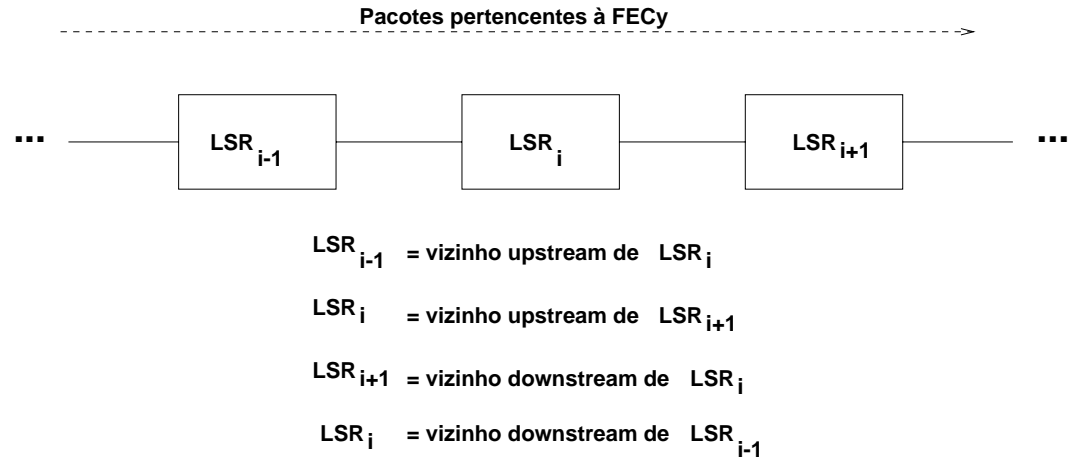 Pacotes pertencentes à FECy
... LSR i-1 LSR i LSR i+1 ...
LSR i-1 = vizinho upstream de LSR i
LSR i = vizinho upstream de LSR i+1
LSR i+1 = vizinho downstream de LSR i
LSR i = vizinho downstream de LSR i-1